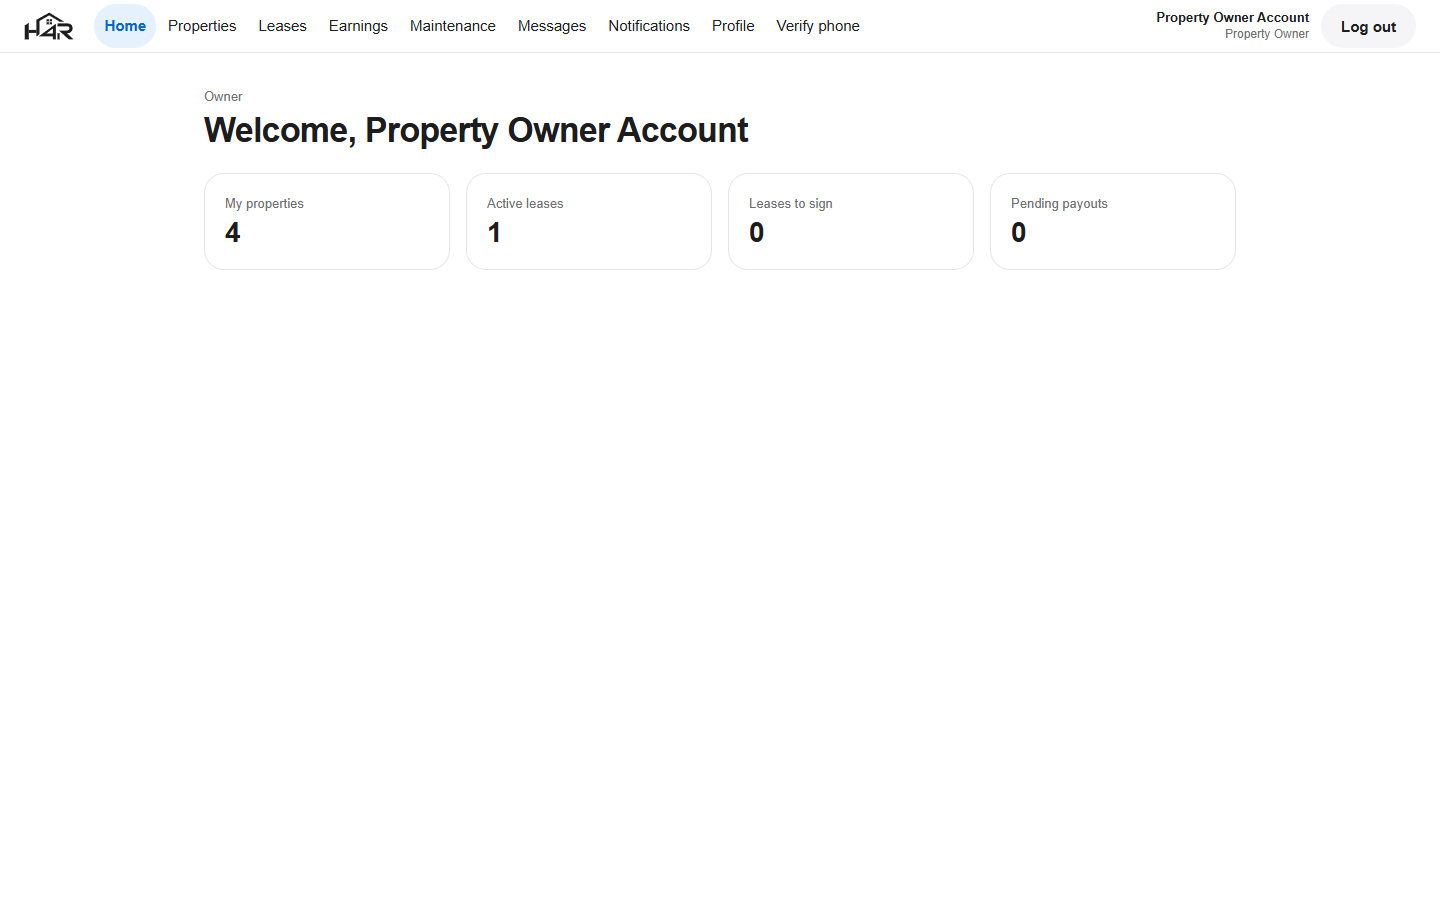 H4R
Home
Properties
Leases
Earnings
Maintenance
Messages
Notifications
Profile
Verify phone
Property Owner Account
Property Owner
Log out
Owner
Welcome, Property Owner Account
My properties
4
Active leases
1
Leases to sign
0
Pending payouts
0